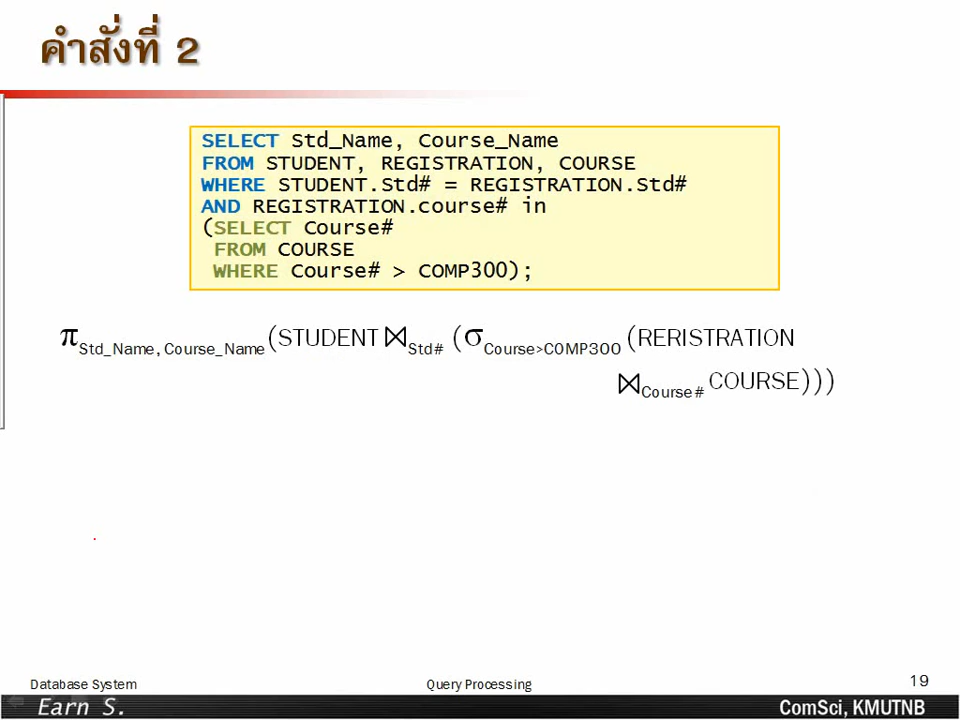 คำสั่งที่ 2
SELECT Std_Name, Course_Name
FROM STUDENT, REGISTRATION, COURSE
WHERE STUDENT.Std# = REGISTRATION.Std#
AND REGISTRATION.course# in
(SELECT Course#
FROM COURSE
WHERE Course# > COMP300);
π Std_Name, Course_Name (STUDENT ⋈ Std# (σ Course>COMP300 (RERISTRATION
⋈ Course# COURSE)))
Database System Query Processing 19
Earn S. ComSci, KMUTNB